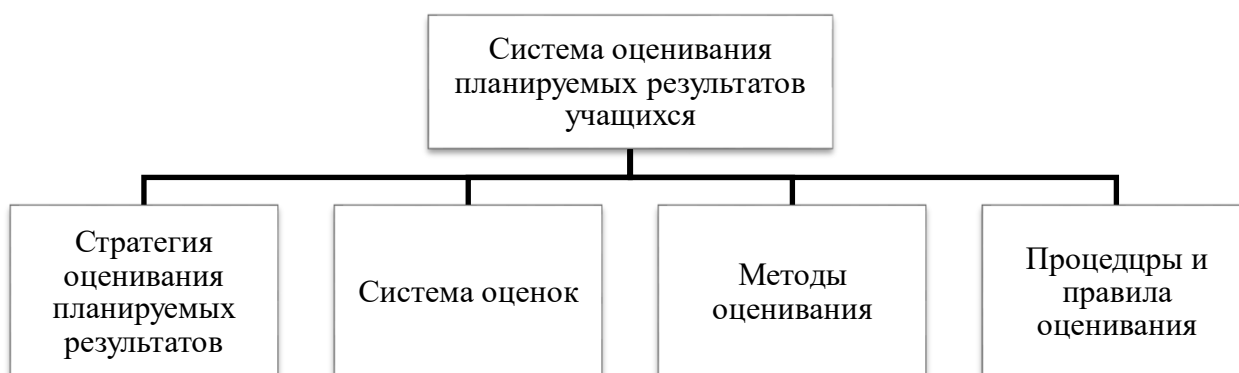 Система оценивания
планируемых результатов
учащихся
Стратегия
оценивания
планируемых
результатов
Система оценок
Методы
оценивания
Процедцры и
правила
оценивания